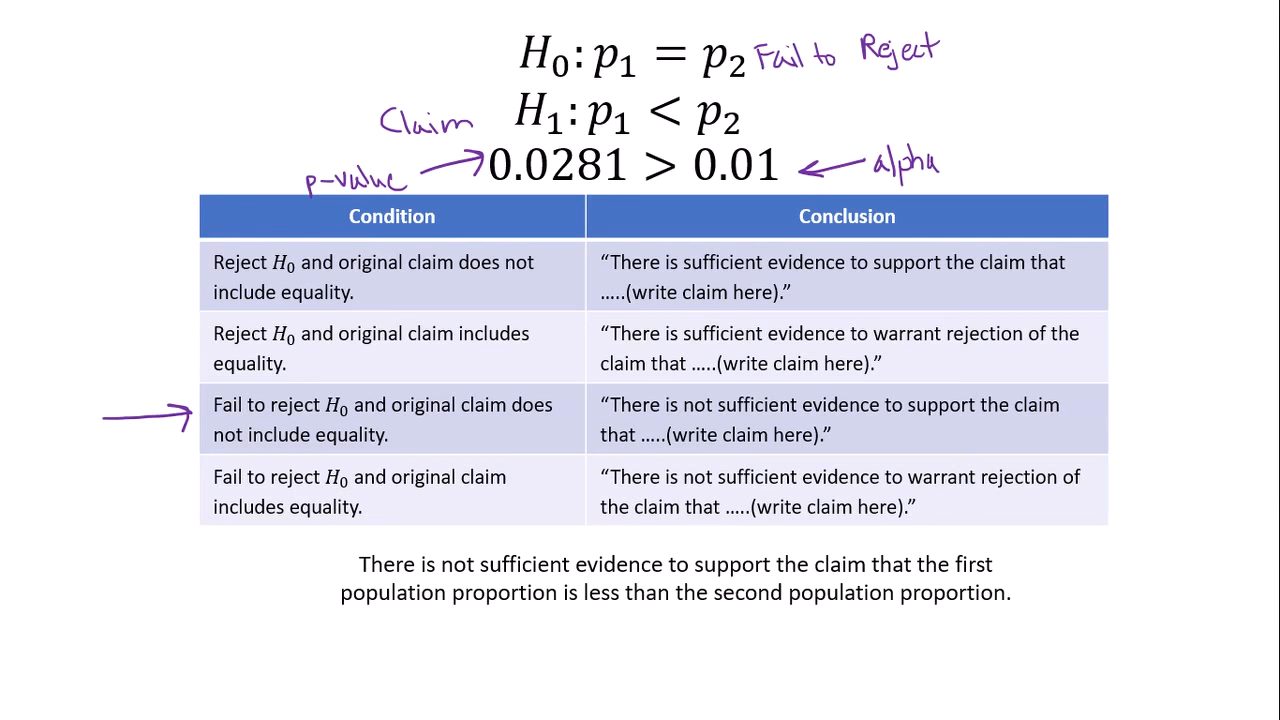 H₀: p₁ = p₂ Fail to Reject
Claim H₁: p₁ < p₂
p-value 0.0281 > 0.01 alpha
Condition Conclusion
Reject H₀ and original claim does not “There is sufficient evidence to support the claim that
include equality. .....(write claim here).”
Reject H₀ and original claim includes “There is sufficient evidence to warrant rejection of the
equality. claim that .....(write claim here).”
Fail to reject H₀ and original claim does “There is not sufficient evidence to support the claim
not include equality. that .....(write claim here).”
Fail to reject H₀ and original claim “There is not sufficient evidence to warrant rejection of
includes equality. the claim that .....(write claim here).”
There is not sufficient evidence to support the claim that the first
population proportion is less than the second population proportion.